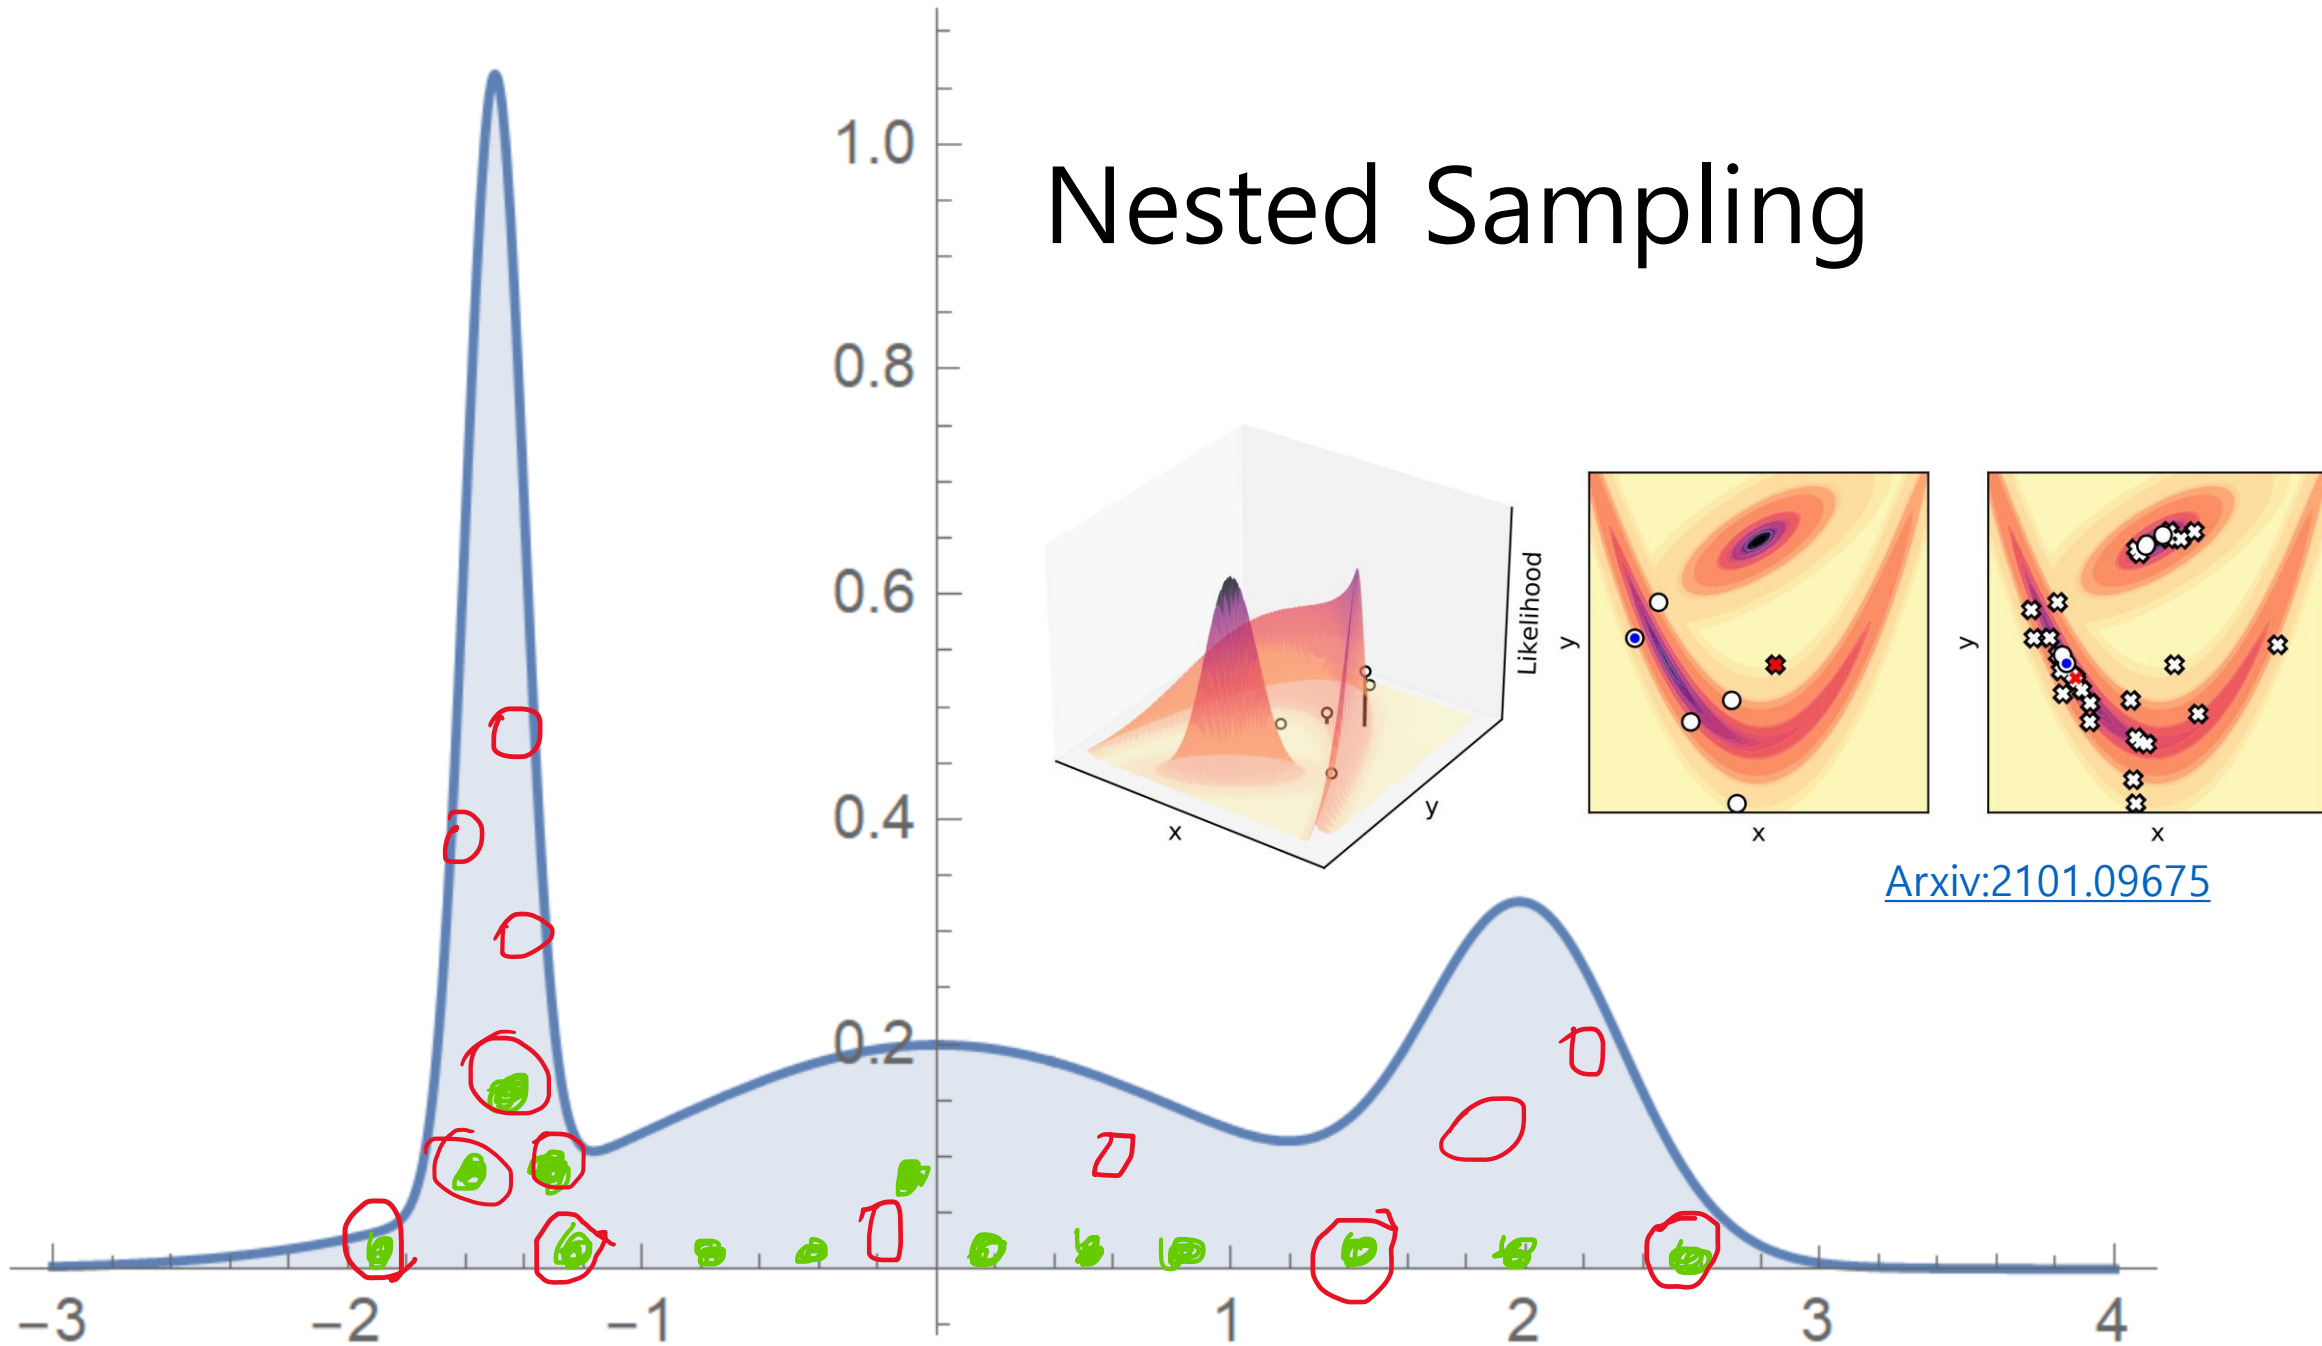 Nested Sampling
1.0
0.8
0.6
0.4
0.2
Likelihood
x
y
y
x
y
x
Arxiv:2101.09675
−3
−2
−1
1
2
3
4